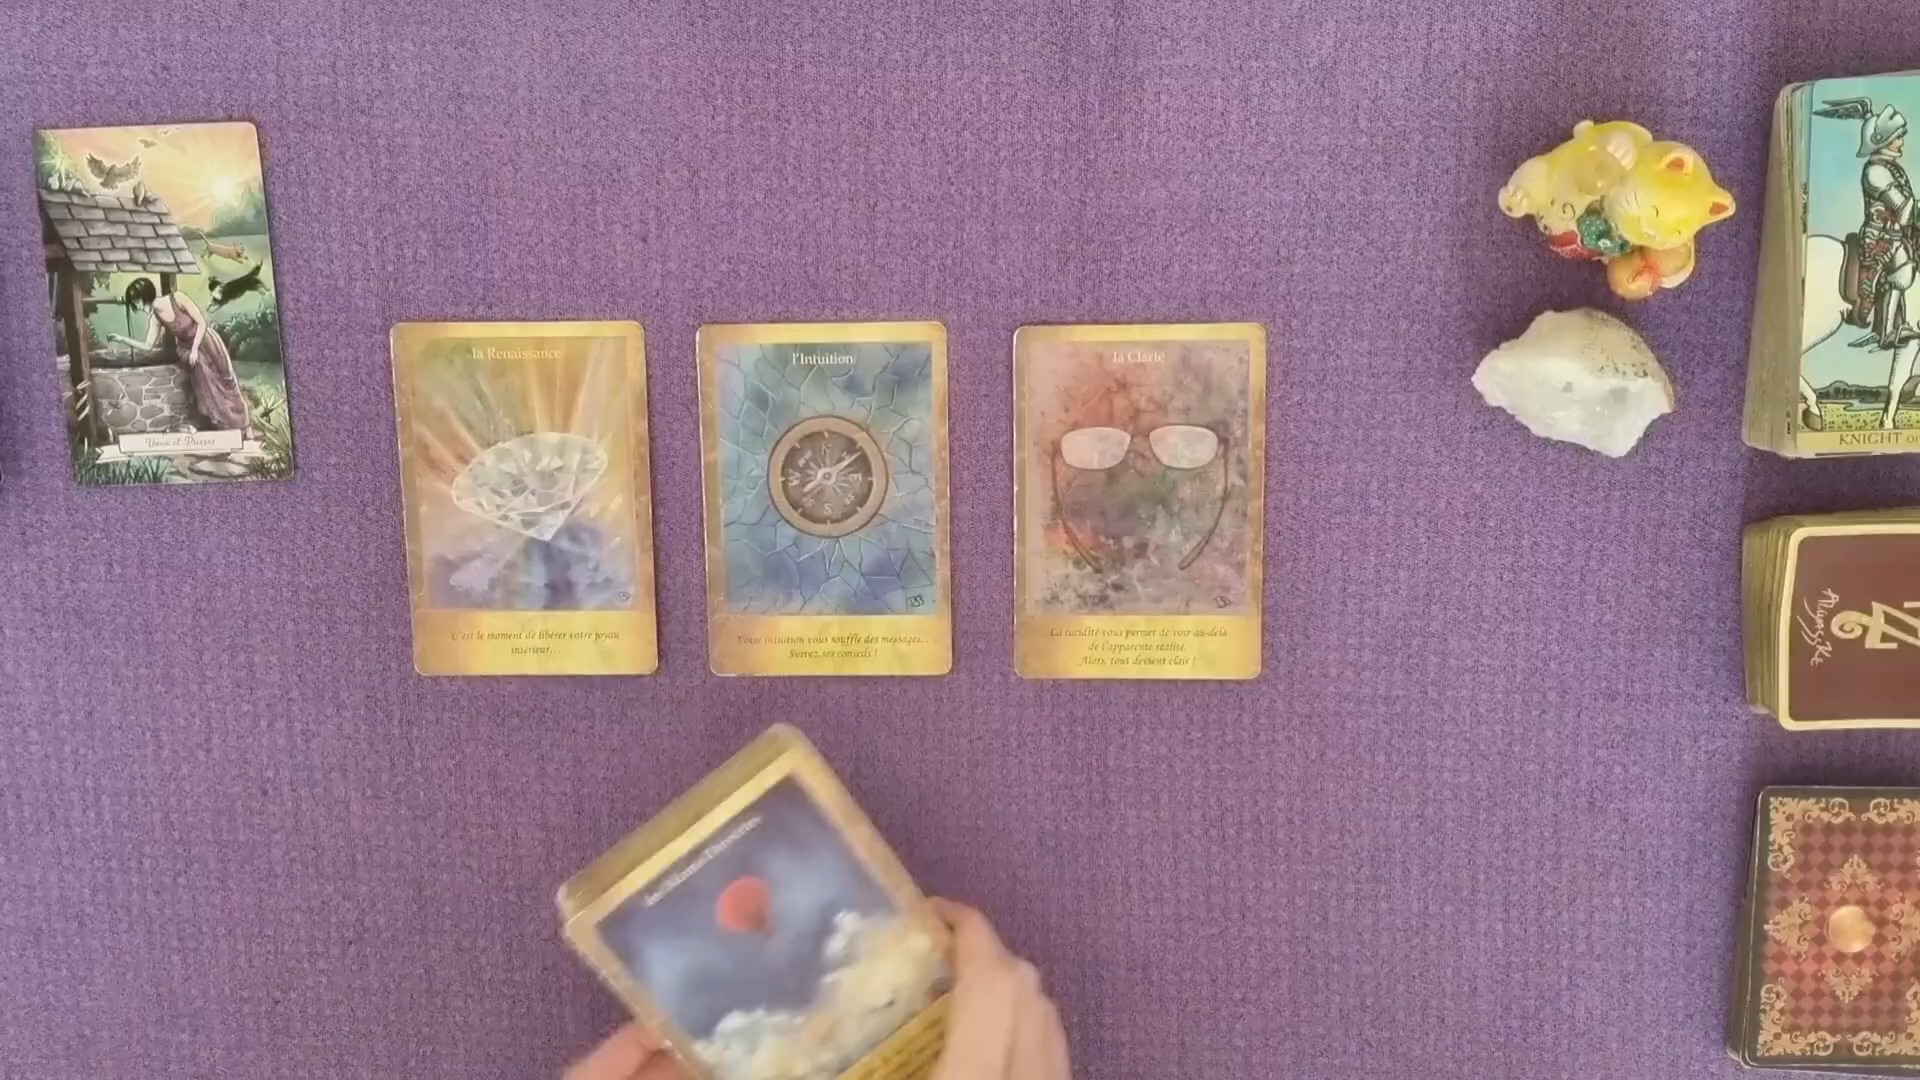 Vœux et Prières
la Renaissance
C'est le moment de libérer votre joyau
intérieur...
l'Intuition
W
E
S
Votre intuition vous souffle des messages...
Suivez ses conseils !
la Clarté
La lucidité vous permet de voir au-delà
de l'apparente réalité.
Alors, tout devient clair !
KNIGHT